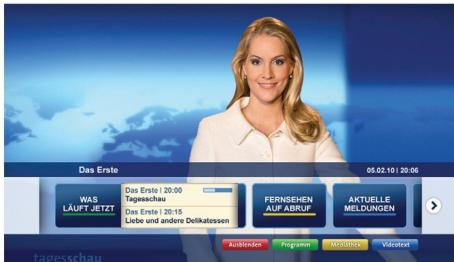 Das Erste
05.02.10 | 20:06
WAS
LÄUFT JETZT
Das Erste | 20:00
Tagesschau
Das Erste | 20:15
Liebe und andere Delikatessen
FERNSEHEN
AUF ABRUF
AKTUELLE
MELDUNGEN
Ausblenden
Programm
Mediathek
Videotext
tagesschau